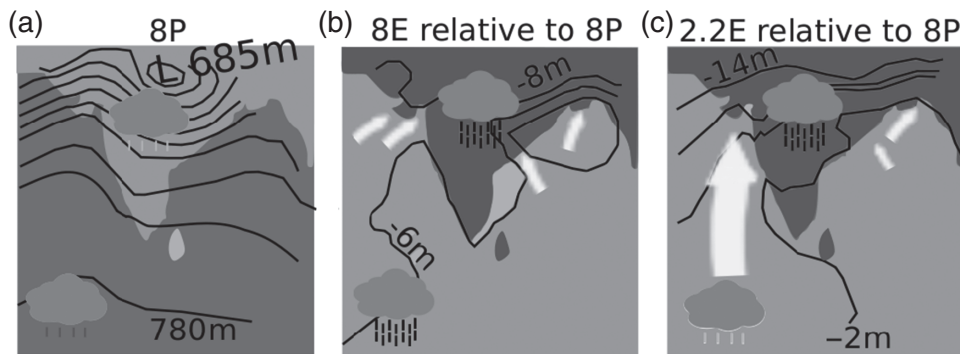 (a) 8P
L 685m
780m
(b) 8E relative to 8P
-8m
-6m
(c) 2.2E relative to 8P
-14m
−2m